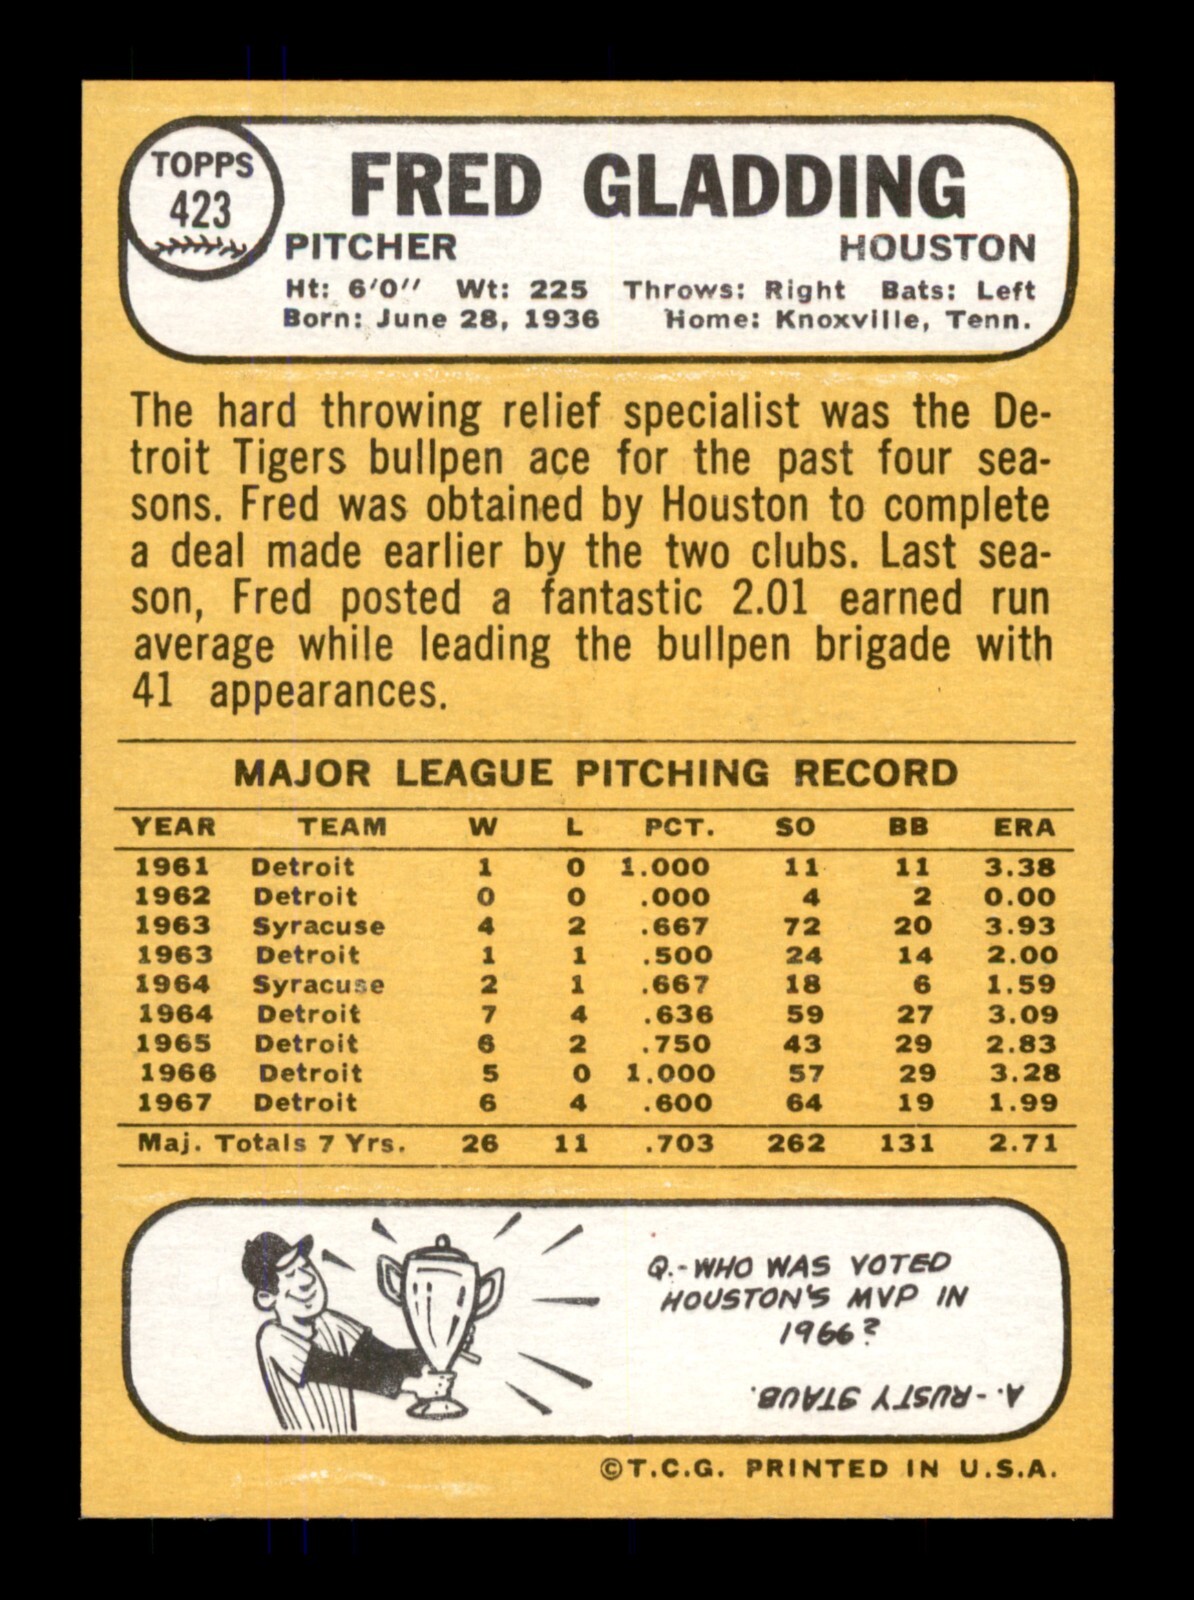 TOPPS
423
FRED GLADDING
PITCHER HOUSTON
Ht: 6'0" Wt: 225 Throws: Right Bats: Left
Born: June 28, 1936 Home: Knoxville, Tenn.
The hard throwing relief specialist was the De-
troit Tigers bullpen ace for the past four sea-
sons. Fred was obtained by Houston to complete
a deal made earlier by the two clubs. Last sea-
son, Fred posted a fantastic 2.01 earned run
average while leading the bullpen brigade with
41 appearances.
MAJOR LEAGUE PITCHING RECORD
YEAR TEAM W L PCT. SO BB ERA
1961 Detroit 1 0 1.000 11 11 3.38
1962 Detroit 0 0 .000 4 2 0.00
1963 Syracuse 4 2 .667 72 20 3.93
1963 Detroit 1 1 .500 24 14 2.00
1964 Syracuse 2 1 .667 18 6 1.59
1964 Detroit 7 4 .636 59 27 3.09
1965 Detroit 6 2 .750 43 29 2.83
1966 Detroit 5 0 1.000 57 29 3.28
1967 Detroit 6 4 .600 64 19 1.99
Maj. Totals 7 Yrs. 26 11 .703 262 131 2.71
Q.-WHO WAS VOTED
HOUSTON'S MVP IN
1966?
A.-RUSTY STAUB.
©T.C.G. PRINTED IN U.S.A.